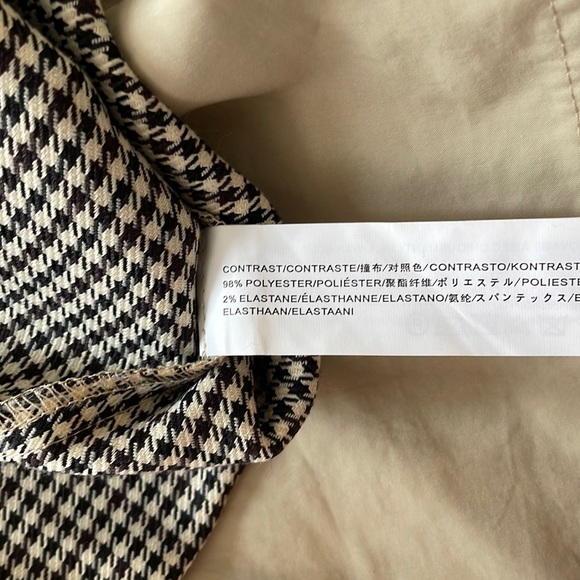 CONTRAST/CONTRASTE/撞布/对照色/CONTRASTO/KONTRAST
98% POLYESTER/POLIÉSTER/聚酯纤维/ポリエステル/POLIESTE
2% ELASTANE/ÉLASTHANNE/ELASTANO/氨纶/スパンテックス/E
ELASTHAAN/ELASTAANI